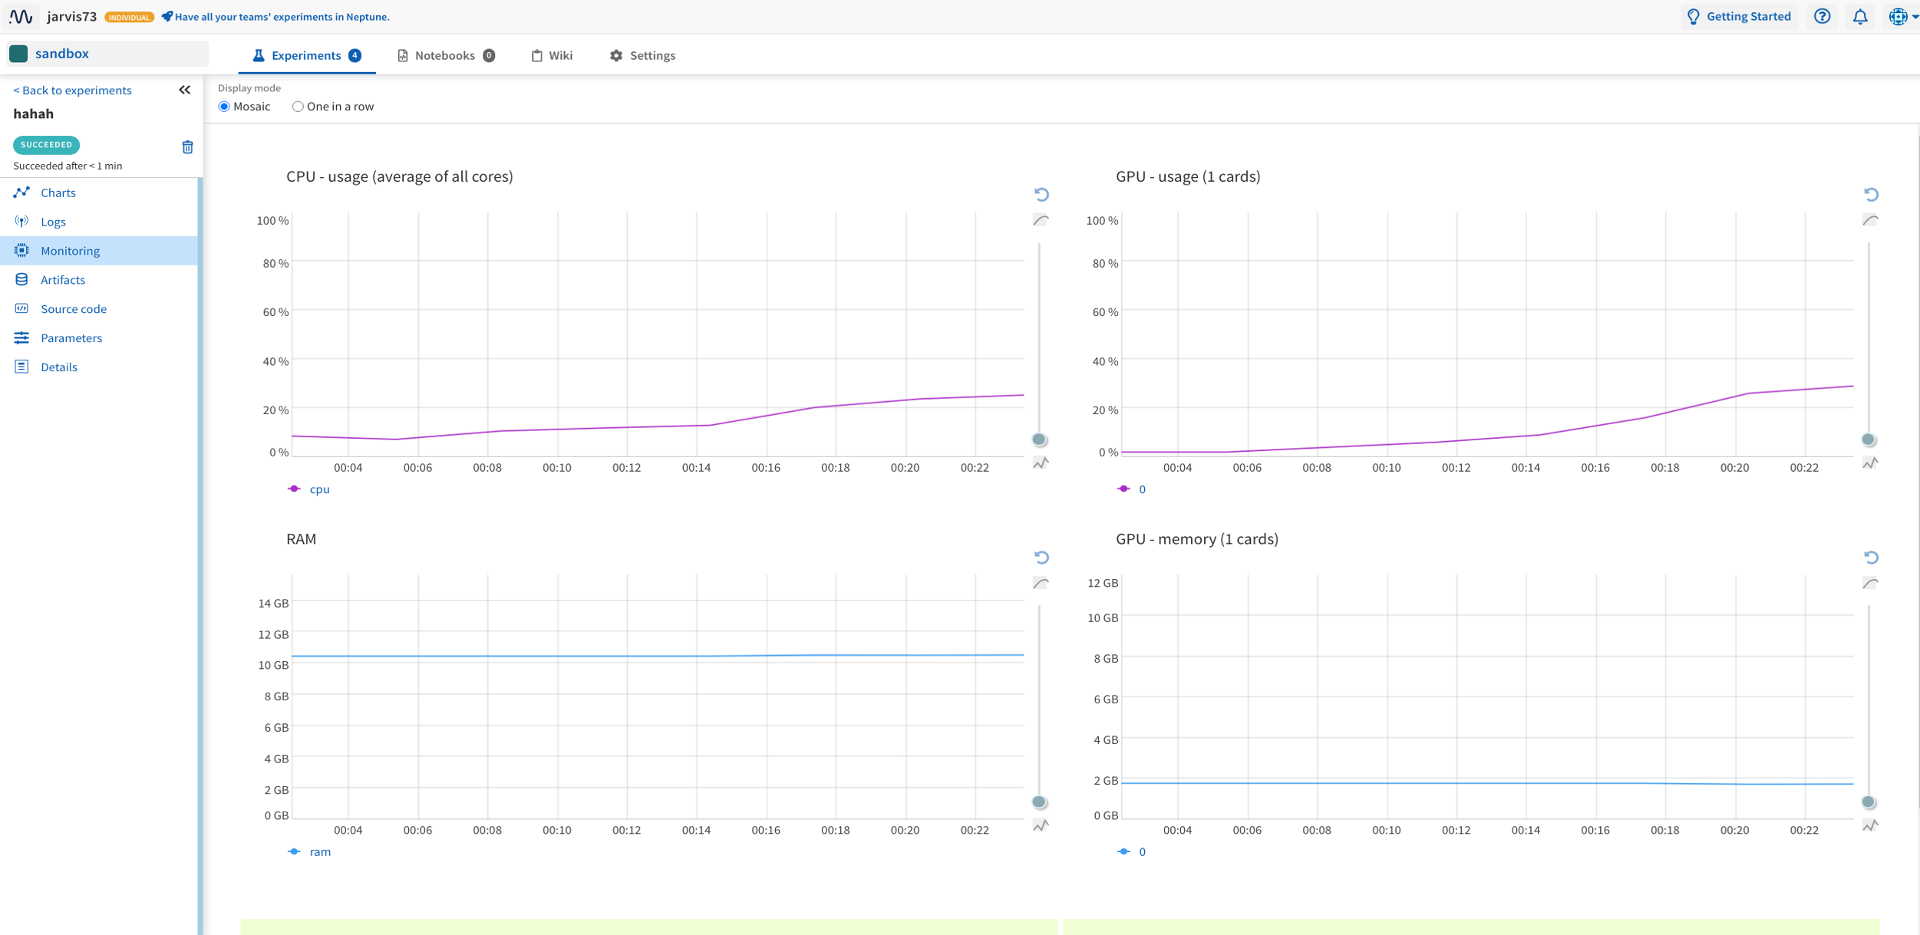 jarvis73 INDIVIDUAL Have all your teams' experiments in Neptune. Getting Started
sandbox Experiments 4 Notebooks 0 Wiki Settings
< Back to experiments
hahah
SUCCEEDED
Succeeded after < 1 min
Charts
Logs
Monitoring
Artifacts
Source code
Parameters
Details
Display mode
Mosaic One in a row
CPU - usage (average of all cores)
100 %
80 %
60 %
40 %
20 %
0 %
00:04 00:06 00:08 00:10 00:12 00:14 00:16 00:18 00:20 00:22
cpu
GPU - usage (1 cards)
100 %
80 %
60 %
40 %
20 %
0 %
00:04 00:06 00:08 00:10 00:12 00:14 00:16 00:18 00:20 00:22
0
RAM
14 GB
12 GB
10 GB
8 GB
6 GB
4 GB
2 GB
0 GB
00:04 00:06 00:08 00:10 00:12 00:14 00:16 00:18 00:20 00:22
ram
GPU - memory (1 cards)
12 GB
10 GB
8 GB
6 GB
4 GB
2 GB
0 GB
00:04 00:06 00:08 00:10 00:12 00:14 00:16 00:18 00:20 00:22
0